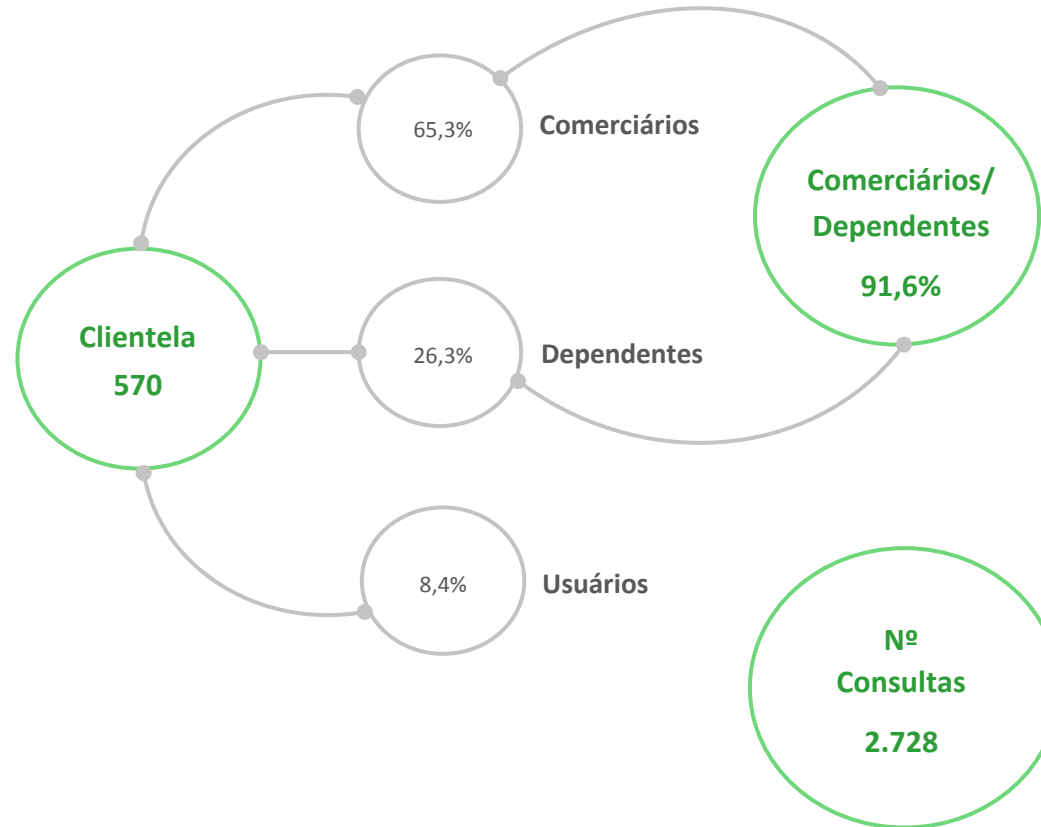 65,3%
Comerciários
Comerciários/
Dependentes
91,6%
Clientela
570
26,3%
Dependentes
8,4%
Usuários
Nº
Consultas
2.728